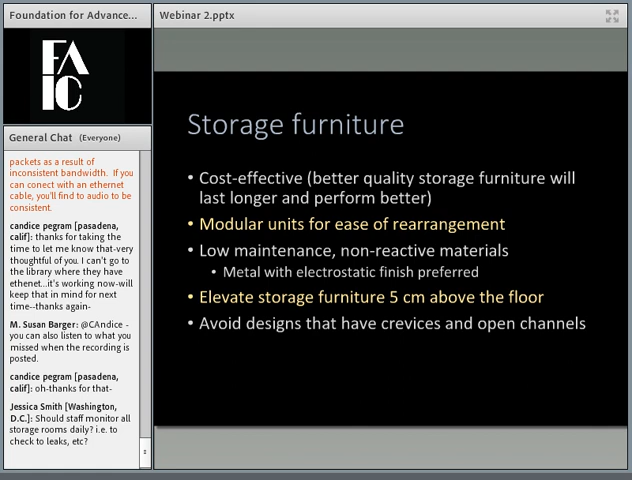 Foundation for Advance...
FA
IC
General Chat (Everyone)
packets as a result of
inconsistent bandwidth. If you
can conect with an ethernet
cable, you'll find to audio to be
consistent.
candice pegram [pasadena,
calif]: thanks for taking the
time to let me know that-very
thoughtful of you. I can't go to
the library where they have
ethenet...it's working now-will
keep that in mind for next
time--thanks again-
M. Susan Barger: @CAndice -
you can also listen to what you
missed when the recording is
posted.
candice pegram [pasadena,
calif]: oh-thanks for that-
Jessica Smith [Washington,
D.C.]: Should staff monitor all
storage rooms daily? i.e. to
check to leaks, etc?
Webinar 2.pptx
Storage furniture
• Cost-effective (better quality storage furniture will
last longer and perform better)
• Modular units for ease of rearrangement
• Low maintenance, non-reactive materials
• Metal with electrostatic finish preferred
• Elevate storage furniture 5 cm above the floor
• Avoid designs that have crevices and open channels